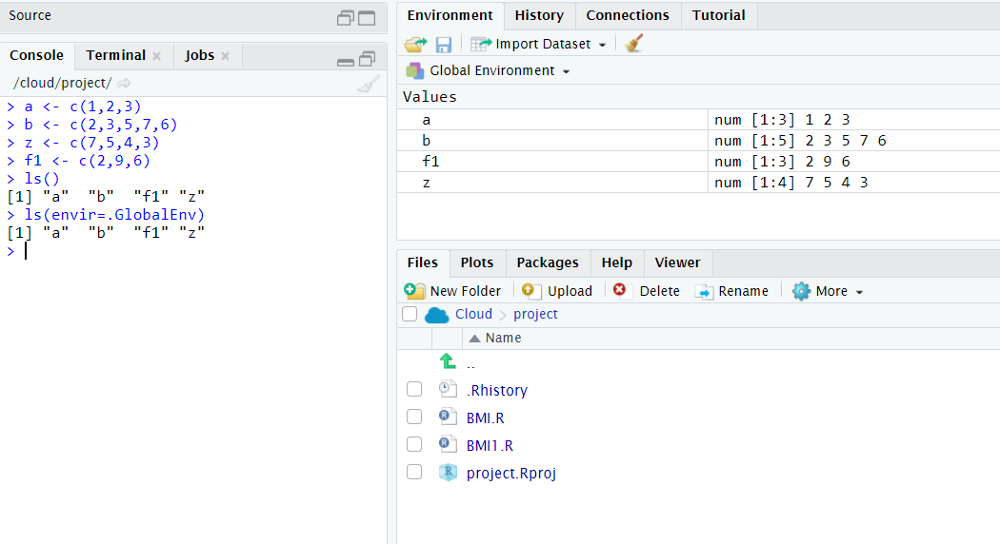 Source
Console Terminal Jobs
/cloud/project/
> a <- c(1,2,3)
> b <- c(2,3,5,7,6)
> z <- c(7,5,4,3)
> f1 <- c(2,9,6)
> ls()
[1] "a"  "b"  "f1" "z"
> ls(envir=.GlobalEnv)
[1] "a"  "b"  "f1" "z"
>
Environment History Connections Tutorial
Import Dataset
Global Environment
Values
a num [1:3] 1 2 3
b num [1:5] 2 3 5 7 6
f1 num [1:3] 2 9 6
z num [1:4] 7 5 4 3
Files Plots Packages Help Viewer
New Folder Upload Delete Rename More
Cloud project
Name
..
.Rhistory
BMI.R
BMI1.R
project.Rproj